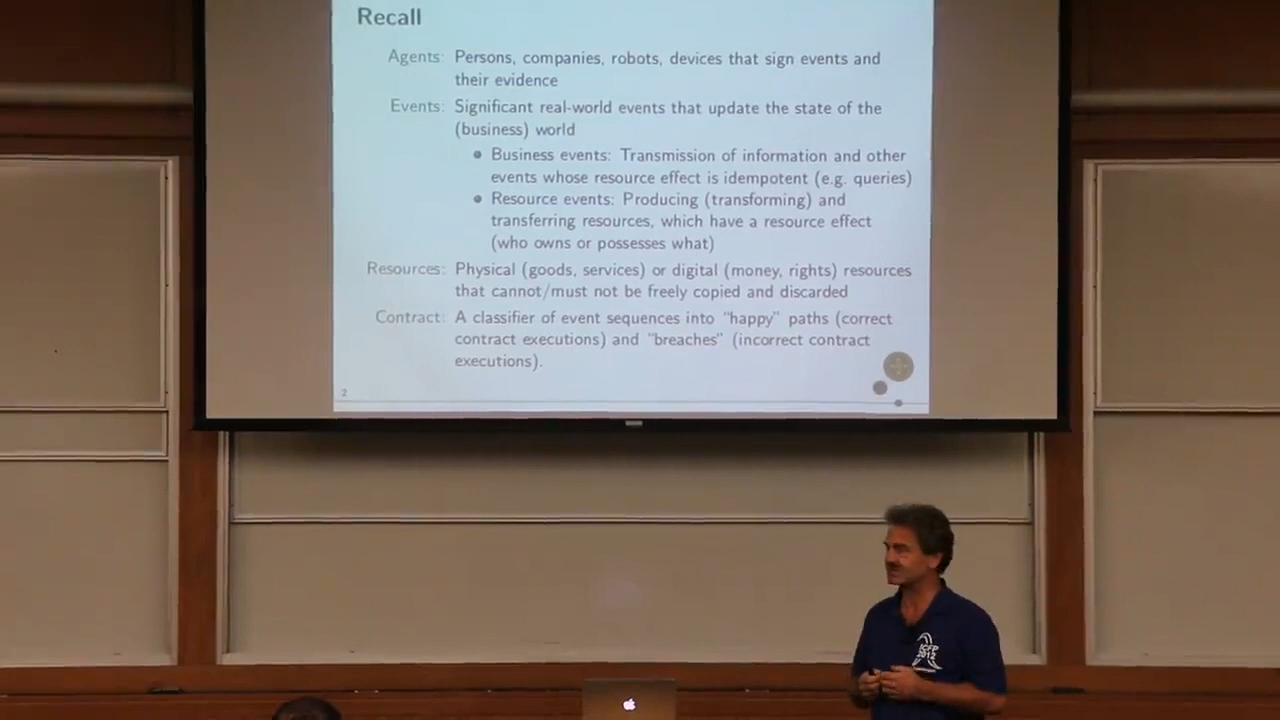 Recall
Agents: Persons, companies, robots, devices that sign events and
their evidence
Events: Significant real-world events that update the state of the
(business) world
• Business events: Transmission of information and other
events whose resource effect is idempotent (e.g. queries)
• Resource events: Producing (transforming) and
transferring resources, which have a resource effect
(who owns or possesses what)
Resources: Physical (goods, services) or digital (money, rights) resources
that cannot/must not be freely copied and discarded
Contract: A classifier of event sequences into "happy" paths (correct
contract executions) and "breaches" (incorrect contract
executions).
2
ICFP
2012